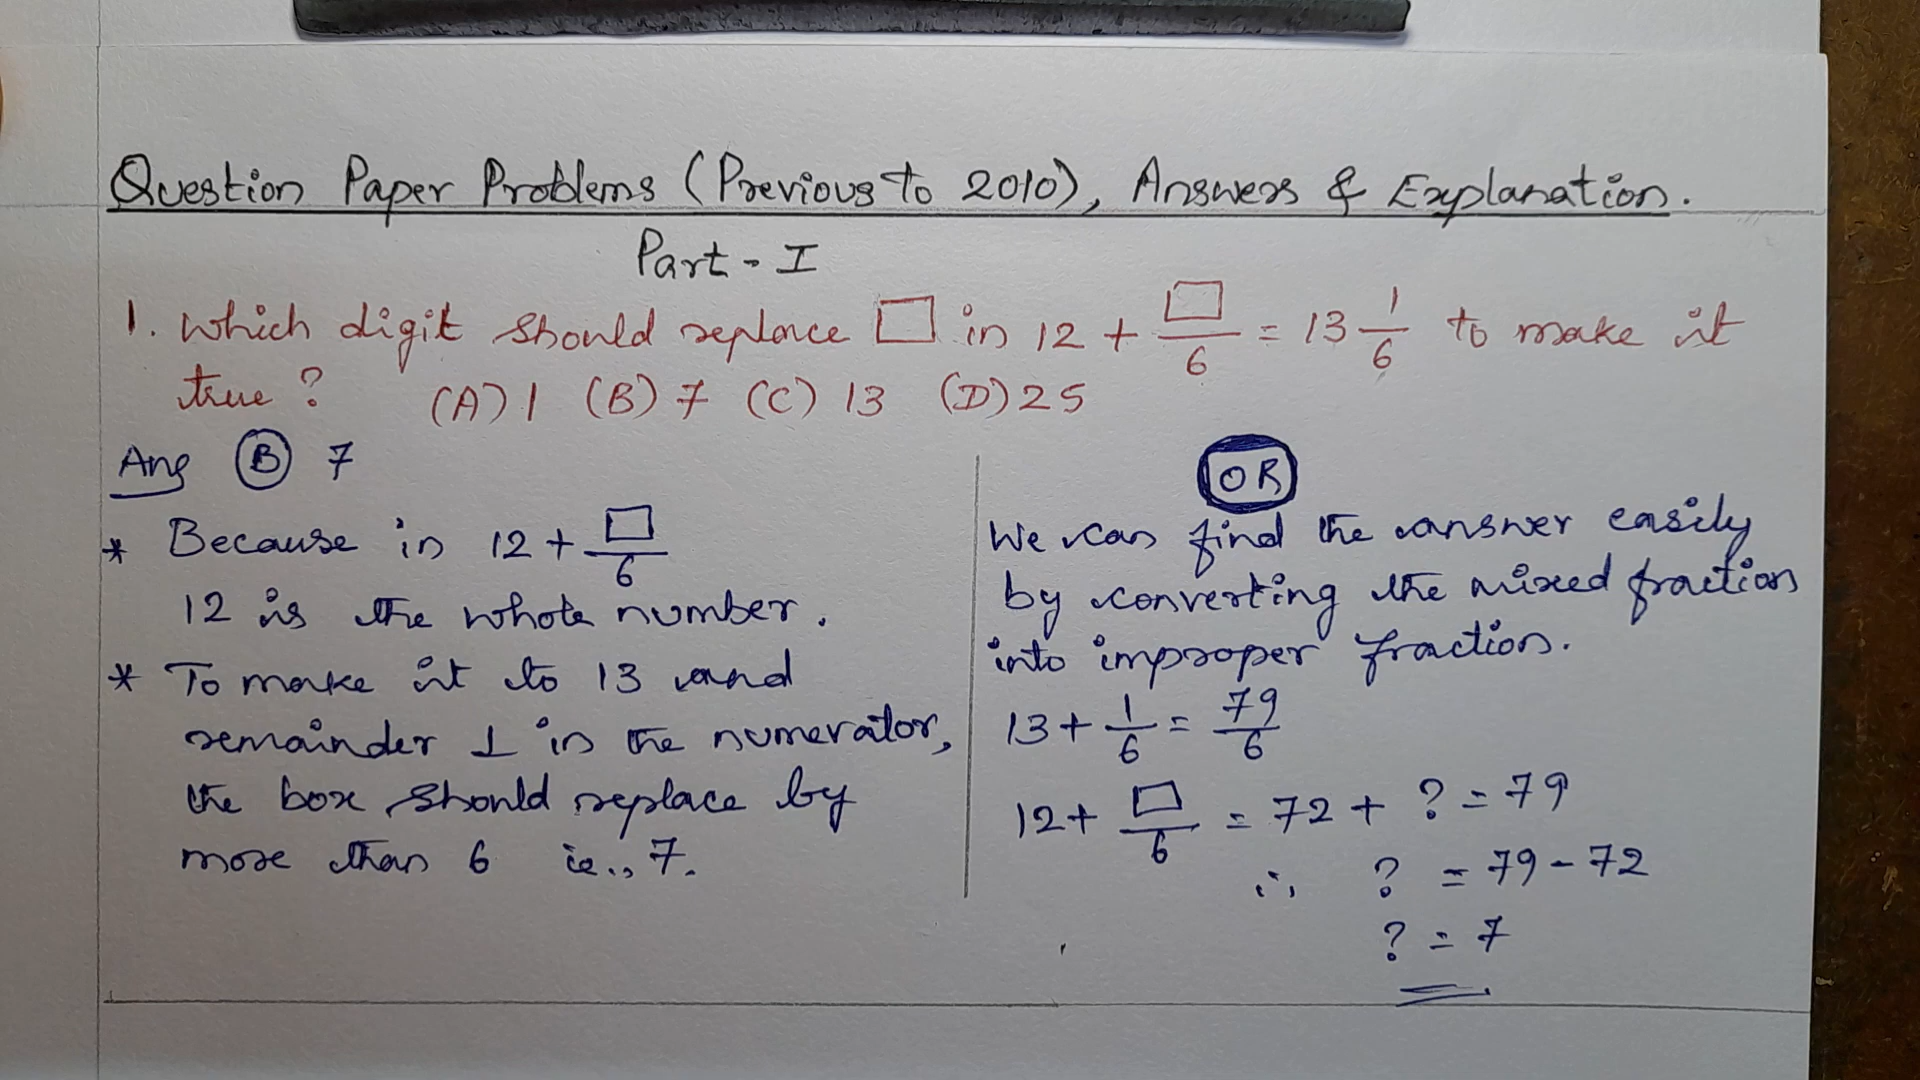 Question Paper Problems (Previous to 2010), Answers & Explanation.
Part - I
1. Which digit should replace □ in 12 + □/6 = 13 1/6 to make it
true? (A) 1 (B) 7 (C) 13 (D) 25
Ans (B) 7
* Because in 12 + □/6
12 is the whole number.
* To make it to 13 and
remainder 1 in the numerator,
the box should replace by
more than 6 ie., 7.
OR
We can find the answer easily
by converting the mixed fraction
into improper fraction.
13 + 1/6 = 79/6
12 + □/6 = 72 + ? = 79
∴ ? = 79 - 72
? = 7